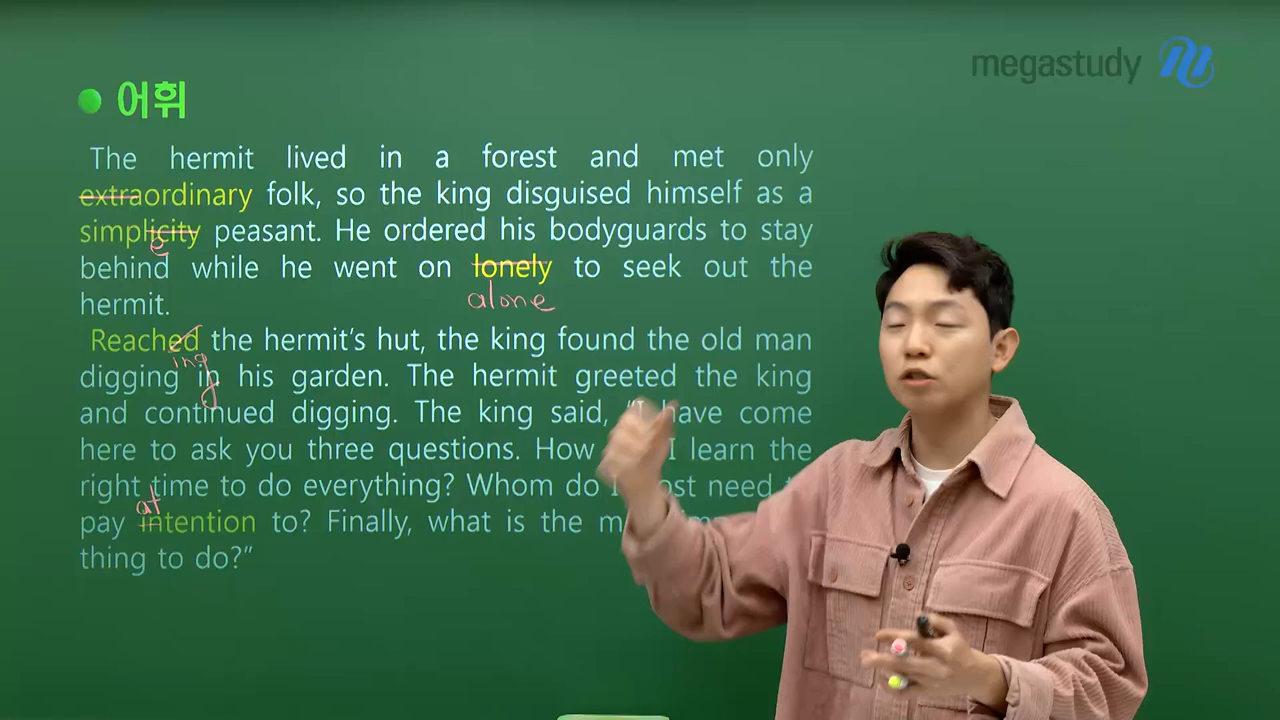 megastudy
어휘
The hermit lived in a forest and met only
extraordinary folk, so the king disguised himself as a
simplicity peasant. He ordered his bodyguards to stay
e
behind while he went on lonely to seek out the
alone
hermit.
Reached the hermit's hut, the king found the old man
ing
digging in his garden. The hermit greeted the king
and continued digging. The king said, "I have come
here to ask you three questions. How I learn the
at
right time to do everything? Whom do I need
pay intention to? Finally, what is the
thing to do?"